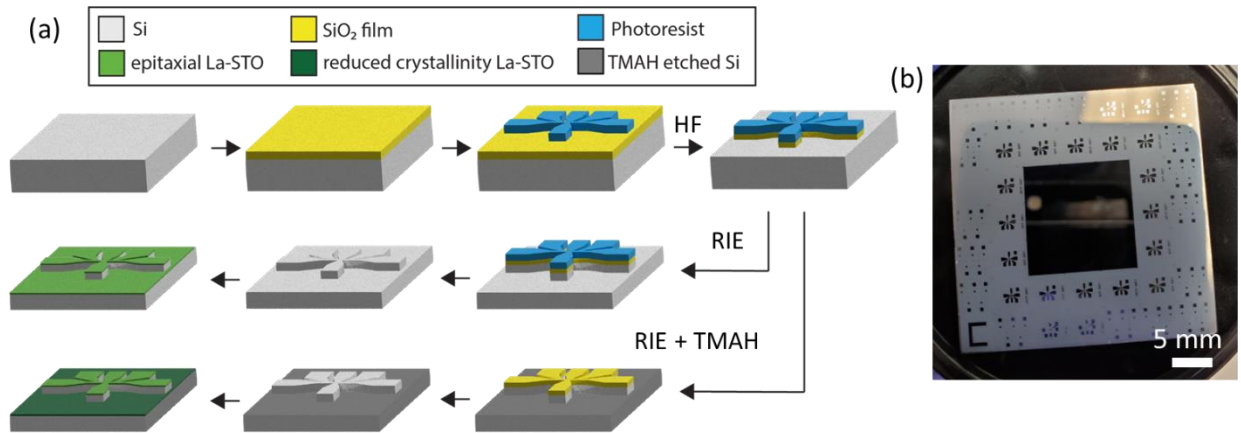 (a)
Si
SiO₂ film
Photoresist
epitaxial La-STO
reduced crystallinity La-STO
TMAH etched Si
(b)
HF
RIE
RIE + TMAH
5 mm